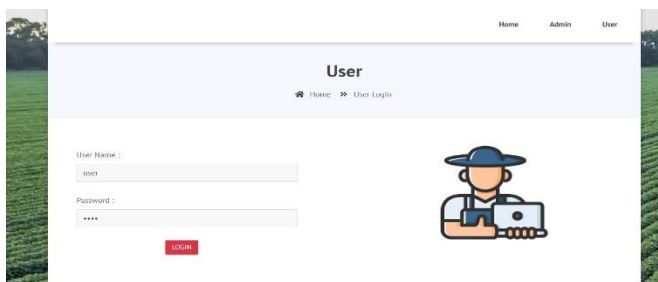 Home Admin User
User
Home » User Login
User Name :
user
Password :
••••
LOGIN